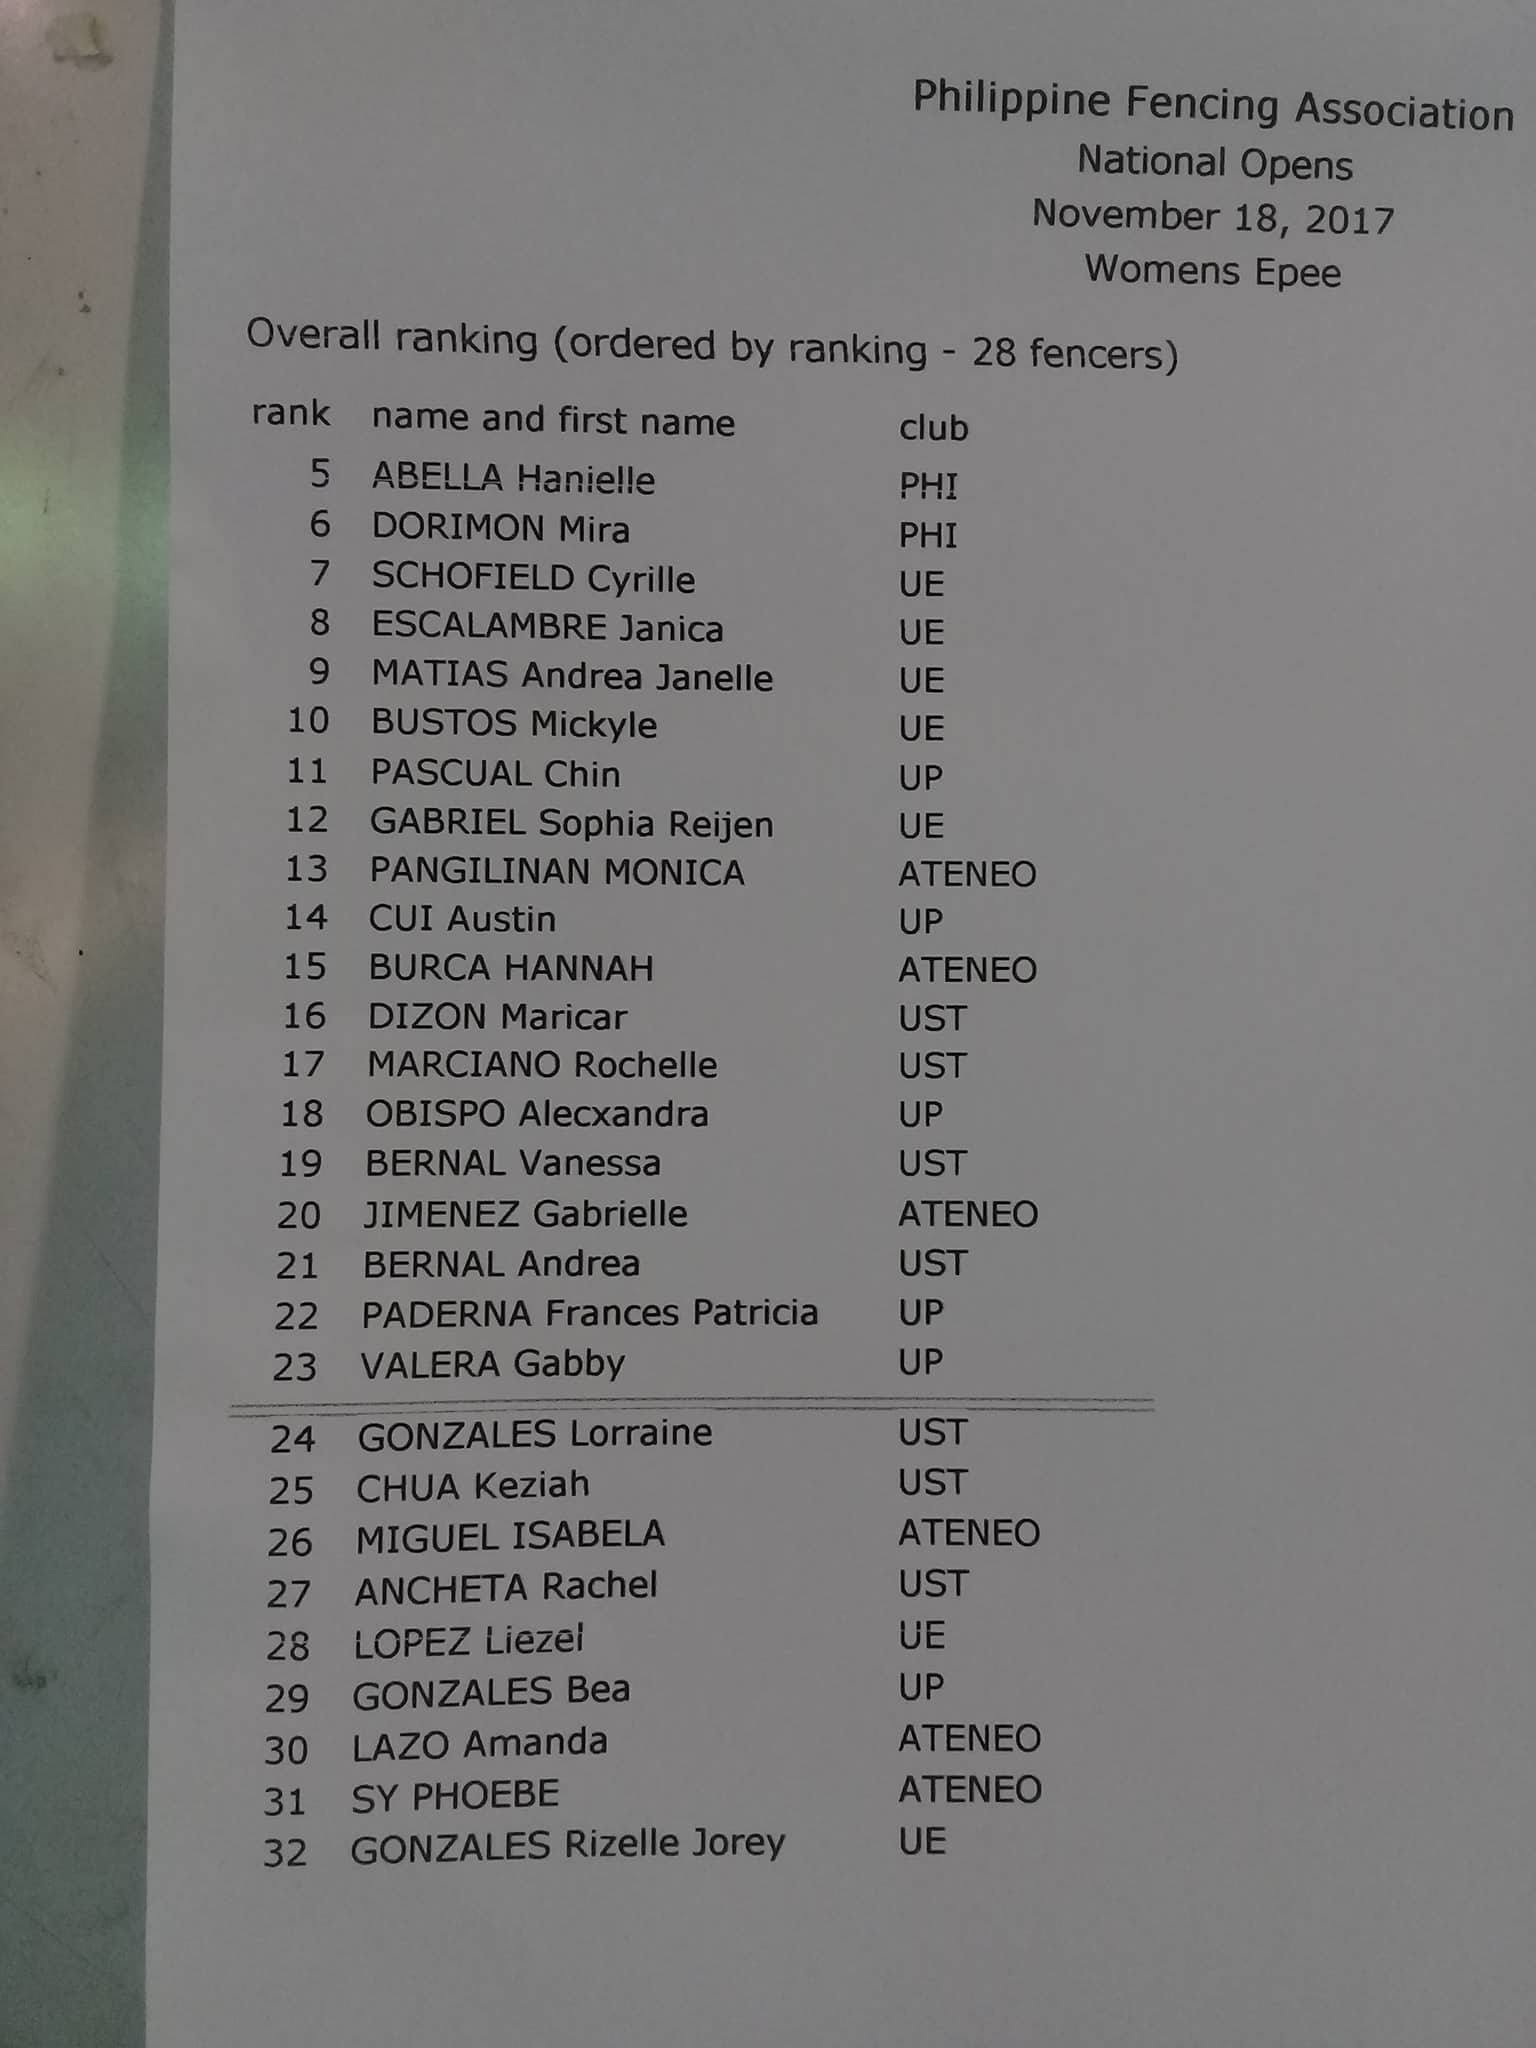 Philippine Fencing Association
National Opens
November 18, 2017
Womens Epee
Overall ranking (ordered by ranking - 28 fencers)
rank name and first name club
5 ABELLA Hanielle PHI
6 DORIMON Mira PHI
7 SCHOFIELD Cyrille UE
8 ESCALAMBRE Janica UE
9 MATIAS Andrea Janelle UE
10 BUSTOS Mickyle UE
11 PASCUAL Chin UP
12 GABRIEL Sophia Reijen UE
13 PANGILINAN MONICA ATENEO
14 CUI Austin UP
15 BURCA HANNAH ATENEO
16 DIZON Maricar UST
17 MARCIANO Rochelle UST
18 OBISPO Alecxandra UP
19 BERNAL Vanessa UST
20 JIMENEZ Gabrielle ATENEO
21 BERNAL Andrea UST
22 PADERNA Frances Patricia UP
23 VALERA Gabby UP
24 GONZALES Lorraine UST
25 CHUA Keziah UST
26 MIGUEL ISABELA ATENEO
27 ANCHETA Rachel UST
28 LOPEZ Liezel UE
29 GONZALES Bea UP
30 LAZO Amanda ATENEO
31 SY PHOEBE ATENEO
32 GONZALES Rizelle Jorey UE